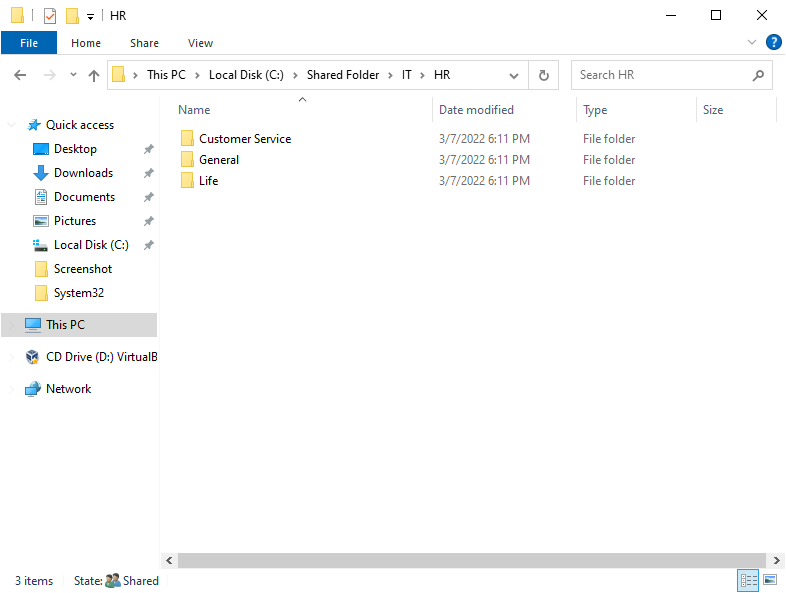 HR
File Home Share View
This PC Local Disk (C:) Shared Folder IT HR Search HR
Name Date modified Type Size
Quick access
Desktop
Downloads
Documents
Pictures
Local Disk (C:)
Screenshot
System32
This PC
CD Drive (D:) VirtualB
Network
Customer Service 3/7/2022 6:11 PM File folder
General 3/7/2022 6:11 PM File folder
Life 3/7/2022 6:11 PM File folder
3 items State: Shared